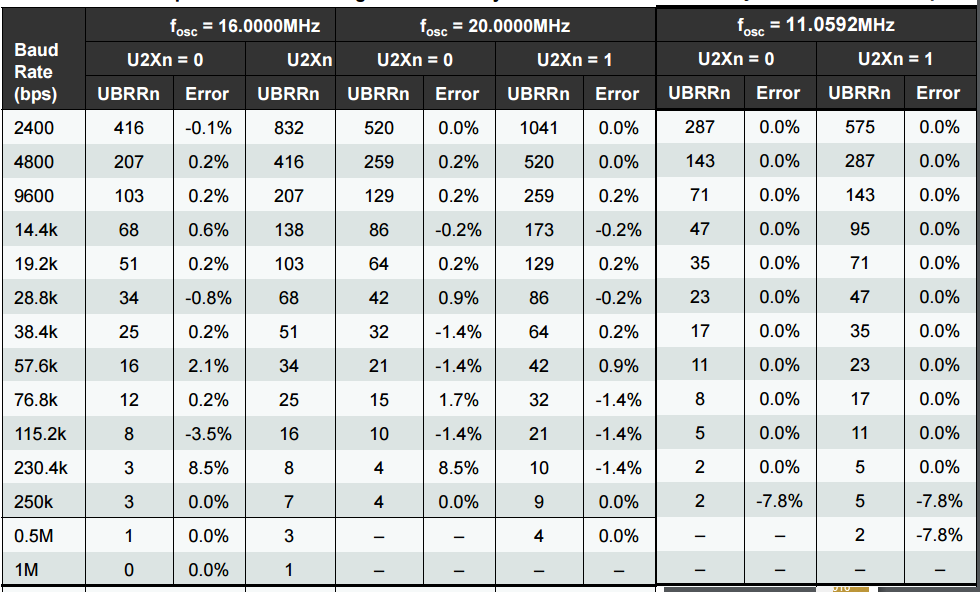 fosc = 16.0000MHz fosc = 20.0000MHz fosc = 11.0592MHz
Baud Rate (bps) U2Xn = 0 U2Xn U2Xn = 0 U2Xn = 1 U2Xn = 0 U2Xn = 1
UBRRn Error UBRRn UBRRn Error UBRRn Error UBRRn Error UBRRn Error
2400 416 -0.1% 832 520 0.0% 1041 0.0% 287 0.0% 575 0.0%
4800 207 0.2% 416 259 0.2% 520 0.0% 143 0.0% 287 0.0%
9600 103 0.2% 207 129 0.2% 259 0.2% 71 0.0% 143 0.0%
14.4k 68 0.6% 138 86 -0.2% 173 -0.2% 47 0.0% 95 0.0%
19.2k 51 0.2% 103 64 0.2% 129 0.2% 35 0.0% 71 0.0%
28.8k 34 -0.8% 68 42 0.9% 86 -0.2% 23 0.0% 47 0.0%
38.4k 25 0.2% 51 32 -1.4% 64 0.2% 17 0.0% 35 0.0%
57.6k 16 2.1% 34 21 -1.4% 42 0.9% 11 0.0% 23 0.0%
76.8k 12 0.2% 25 15 1.7% 32 -1.4% 8 0.0% 17 0.0%
115.2k 8 -3.5% 16 10 -1.4% 21 -1.4% 5 0.0% 11 0.0%
230.4k 3 8.5% 8 4 8.5% 10 -1.4% 2 0.0% 5 0.0%
250k 3 0.0% 7 4 0.0% 9 0.0% 2 -7.8% 5 -7.8%
0.5M 1 0.0% 3 – – 4 0.0% – – 2 -7.8%
1M 0 0.0% 1 – – – – – – – –